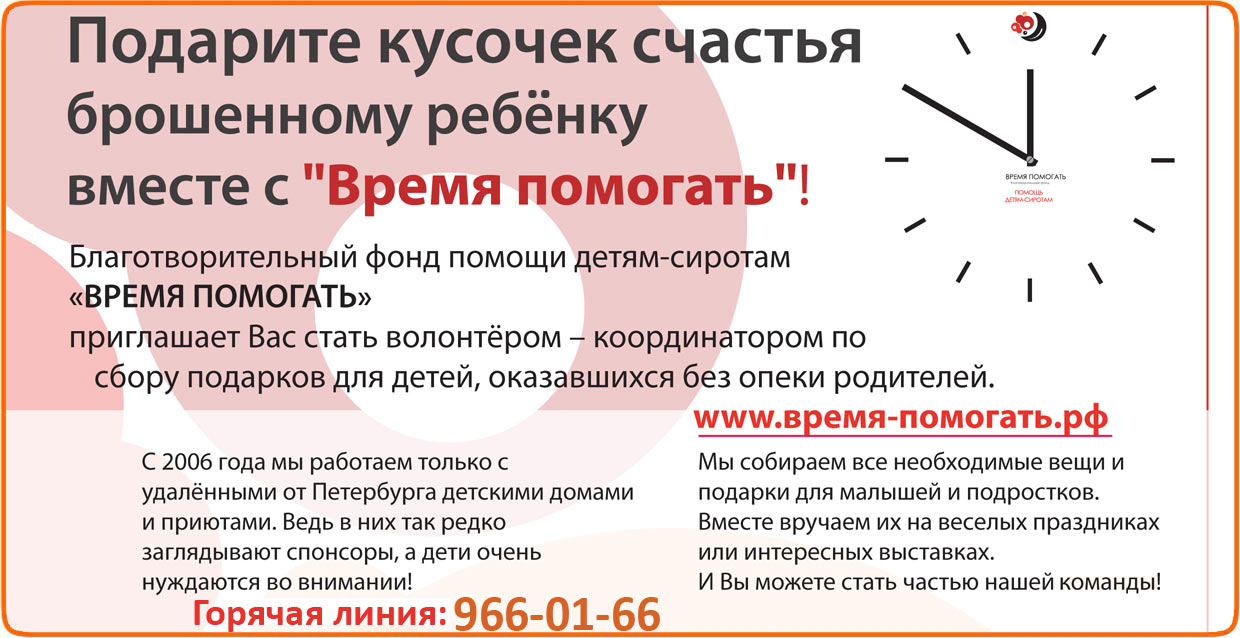 Подарите кусочек счастья
брошенному ребёнку
вместе с "Время помогать"!
ВРЕМЯ ПОМОГАТЬ
благотворительный фонд
ПОМОЩЬ
ДЕТЯМ-СИРОТАМ
Благотворительный фонд помощи детям-сиротам
«ВРЕМЯ ПОМОГАТЬ»
приглашает Вас стать волонтёром – координатором по
сбору подарков для детей, оказавшихся без опеки родителей.
www.время-помогать.рф
С 2006 года мы работаем только с
удалёнными от Петербурга детскими домами
и приютами. Ведь в них так редко
заглядывают спонсоры, а дети очень
нуждаются во внимании!
Мы собираем все необходимые вещи и
подарки для малышей и подростков.
Вместе вручаем их на веселых праздниках
или интересных выставках.
И Вы можете стать частью нашей команды!
Горячая линия: 966-01-66